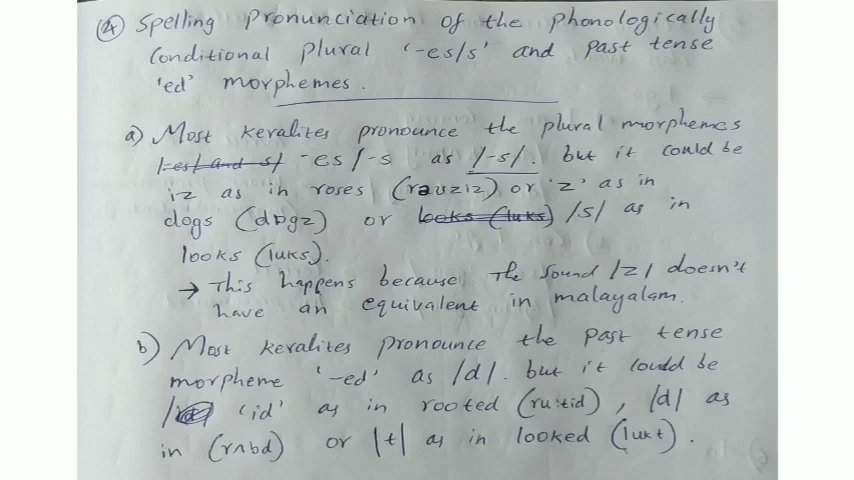 ④ Spelling pronunciation of the phonologically
Conditional plural '-es/s' and past tense
'ed' morphemes.
a) Most keralites pronounce the plural morphemes
/-es/ and s/ -es /-s as /-s/. but it could be
iz as in roses (rəuziz) or 'z' as in
dogs (dɒgz) or looks (luks) /s/ as in
looks (luks).
→ This happens because, the sound /z/ doesn't
have an equivalent in malayalam.
b) Most keralites pronounce the past tense
morpheme '-ed' as /d/. but it could be
'id' as in rooted (ru:tid), /d/ as
in (rʌbd) or /t/ as in looked (lukt).